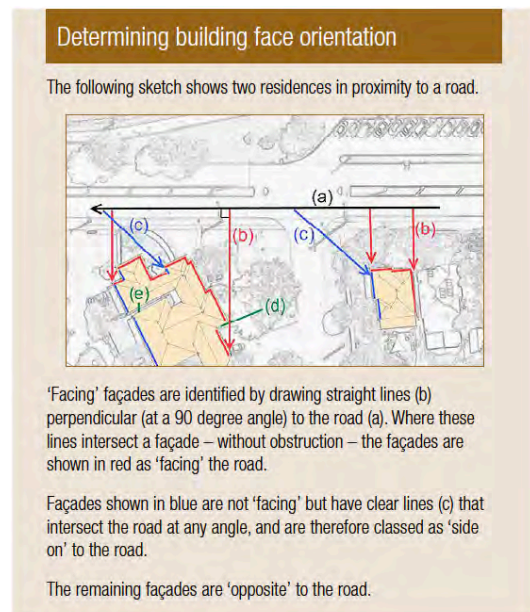 Determining building face orientation
The following sketch shows two residences in proximity to a road.
(a)
(c)
(b)
(c)
(b)
(e)
(d)
'Facing' façades are identified by drawing straight lines (b)
perpendicular (at a 90 degree angle) to the road (a). Where these
lines intersect a façade – without obstruction – the façades are
shown in red as 'facing' the road.
Façades shown in blue are not 'facing' but have clear lines (c) that
intersect the road at any angle, and are therefore classed as 'side
on' to the road.
The remaining façades are 'opposite' to the road.